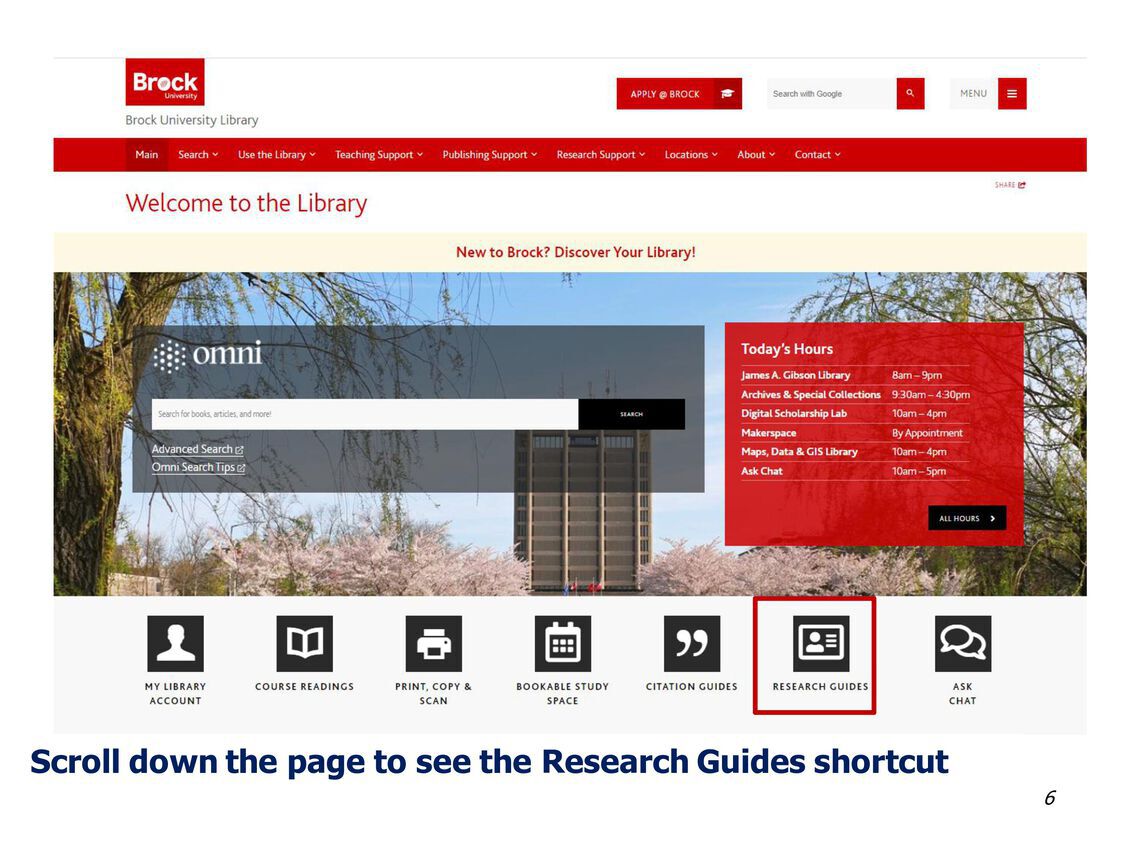 Brock
University
Brock University Library
APPLY @ BROCK
Search with Google
MENU
Main Search Use the Library Teaching Support Publishing Support Research Support Locations About Contact
SHARE
Welcome to the Library
New to Brock? Discover Your Library!
omni
Search for books, articles, and more!
SEARCH
Advanced Search
Omni Search Tips
Today's Hours
James A. Gibson Library 8am – 9pm
Archives & Special Collections 9:30am – 4:30pm
Digital Scholarship Lab 10am – 4pm
Makerspace By Appointment
Maps, Data & GIS Library 10am – 4pm
Ask Chat 10am – 5pm
ALL HOURS
MY LIBRARY
ACCOUNT
COURSE READINGS
PRINT, COPY &
SCAN
BOOKABLE STUDY
SPACE
CITATION GUIDES
RESEARCH GUIDES
ASK
CHAT
Scroll down the page to see the Research Guides shortcut
6